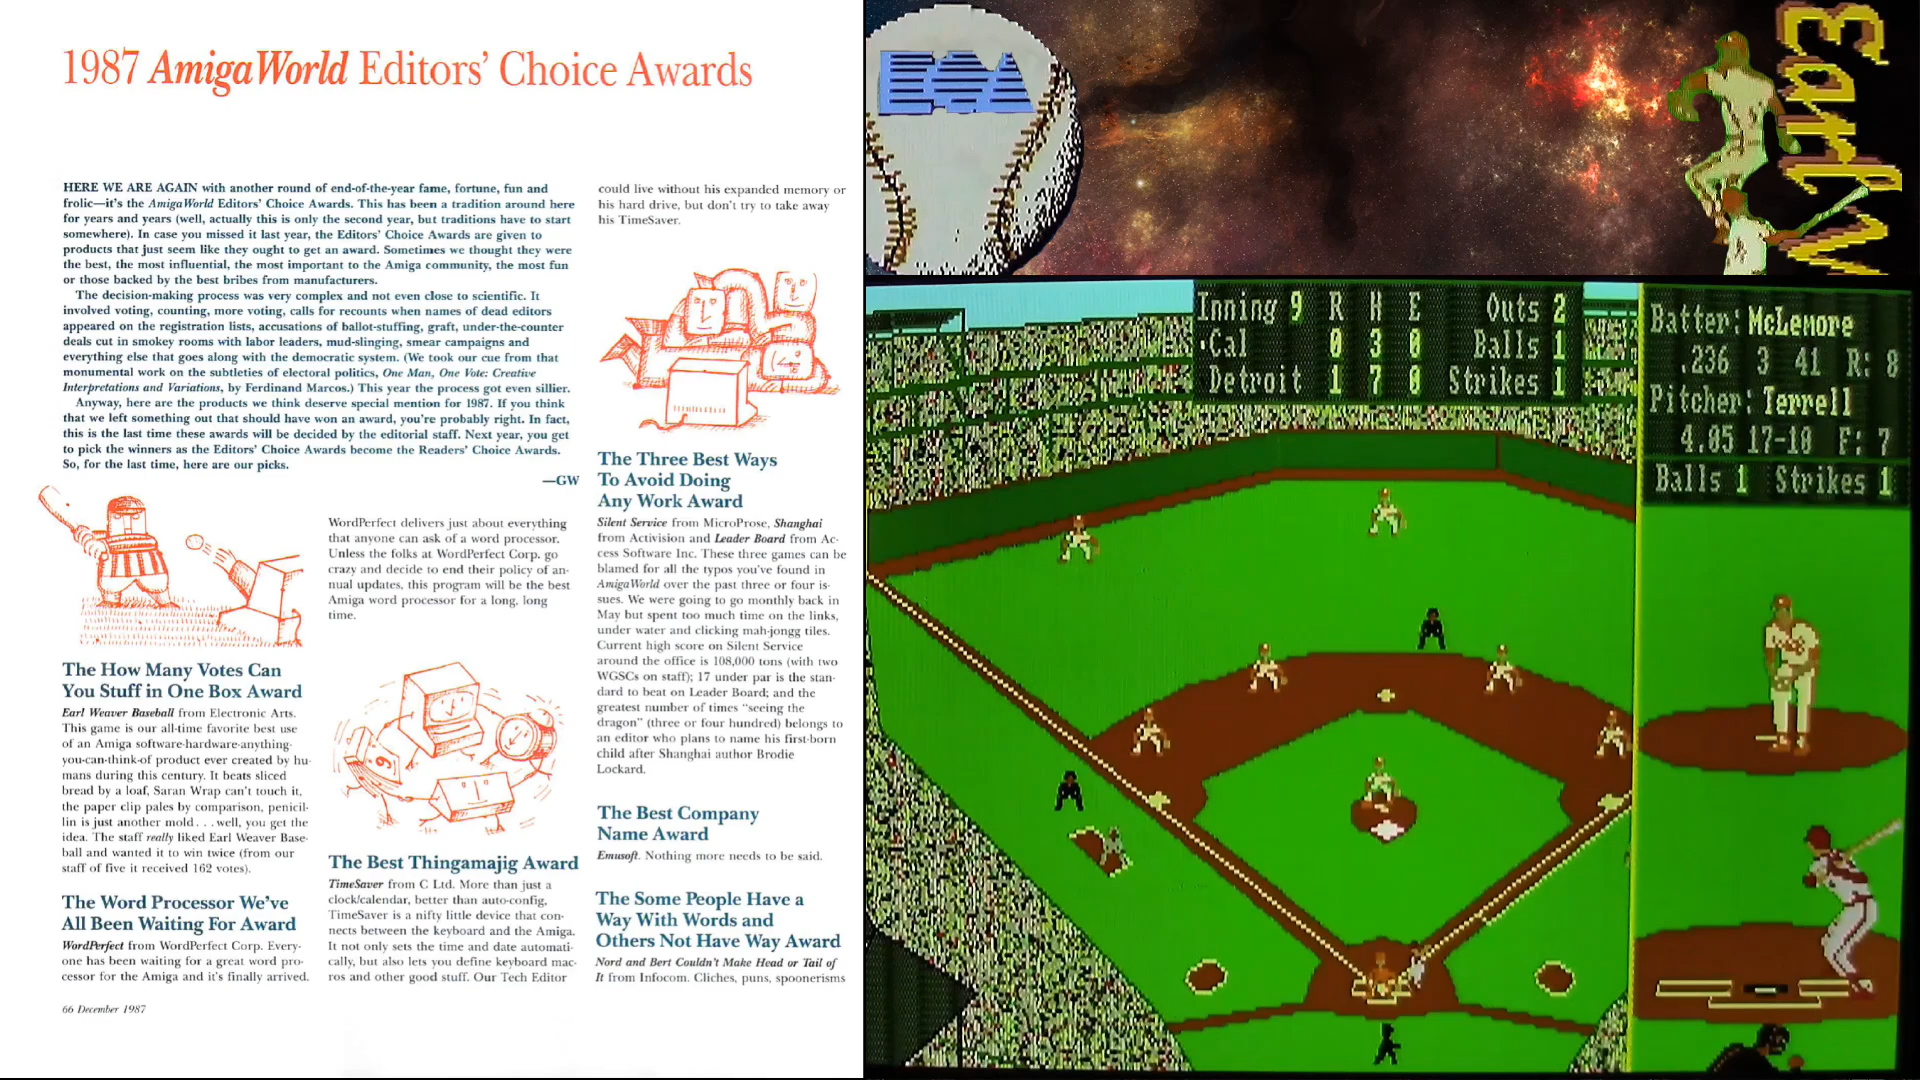 1987 AmigaWorld Editors' Choice Awards
HERE WE ARE AGAIN with another round of end-of-the-year fame, fortune, fun and
frolic—it's the AmigaWorld Editors' Choice Awards. This has been a tradition around here
for years and years (well, actually this is only the second year, but traditions have to start
somewhere). In case you missed it last year, the Editors' Choice Awards are given to
products that just seem like they ought to get an award. Sometimes we thought they were
the best, the most influential, the most important to the Amiga community, the most fun
or those backed by the best bribes from manufacturers.
The decision-making process was very complex and not even close to scientific. It
involved voting, counting, more voting, calls for recounts when names of dead editors
appeared on the registration lists, accusations of ballot-stuffing, graft, under-the-counter
deals cut in smokey rooms with labor leaders, mud-slinging, smear campaigns and
everything else that goes along with the democratic system. (We took our cue from that
monumental work on the subtleties of electoral politics, One Man, One Vote: Creative
Interpretations and Variations, by Ferdinand Marcos.) This year the process got even sillier.
Anyway, here are the products we think deserve special mention for 1987. If you think
that we left something out that should have won an award, you're probably right. In fact,
this is the last time these awards will be decided by the editorial staff. Next year, you get
to pick the winners as the Editors' Choice Awards become the Readers' Choice Awards.
So, for the last time, here are our picks.
—GW
The How Many Votes Can
You Stuff in One Box Award
Earl Weaver Baseball from Electronic Arts.
This game is our all-time favorite best use
of an Amiga software-hardware-anything-
you-can-think-of product ever created by hu-
mans during this century. It beats sliced
bread by a loaf, Saran Wrap can't touch it,
the paper clip pales by comparison, penicil-
lin is just another mold . . . well, you get the
idea. The staff really liked Earl Weaver Base-
ball and wanted it to win twice (from our
staff of five it received 162 votes).
The Word Processor We've
All Been Waiting For Award
WordPerfect from WordPerfect Corp. Every-
one has been waiting for a great word pro-
cessor for the Amiga and it's finally arrived.
66 December 1987
WordPerfect delivers just about everything
that anyone can ask of a word processor.
Unless the folks at WordPerfect Corp. go
crazy and decide to end their policy of an-
nual updates, this program will be the best
Amiga word processor for a long, long
time.
The Best Thingamajig Award
TimeSaver from C Ltd. More than just a
clock/calendar, better than auto-config,
TimeSaver is a nifty little device that con-
nects between the keyboard and the Amiga.
It not only sets the time and date automati-
cally, but also lets you define keyboard mac-
ros and other good stuff. Our Tech Editor
could live without his expanded memory or
his hard drive, but don't try to take away
his TimeSaver.
The Three Best Ways
To Avoid Doing
Any Work Award
Silent Service from MicroProse, Shanghai
from Activision and Leader Board from Ac-
cess Software Inc. These three games can be
blamed for all the typos you've found in
AmigaWorld over the past three or four is-
sues. We were going to go monthly back in
May but spent too much time on the links,
under water and clicking mah-jongg tiles.
Current high score on Silent Service
around the office is 108,000 tons (with two
WGSCs on staff); 17 under par is the stan-
dard to beat on Leader Board; and the
greatest number of times "seeing the
dragon" (three or four hundred) belongs to
an editor who plans to name his first-born
child after Shanghai author Brodie
Lockard.
The Best Company
Name Award
Emusoft. Nothing more needs to be said.
The Some People Have a
Way With Words and
Others Not Have Way Award
Nord and Bert Couldn't Make Head or Tail of
It from Infocom. Cliches, puns, spoonerisms
EA
Earl W
Inning 9 R H E Outs 2
·Cal 0 3 0 Balls 1
Detroit 1 7 0 Strikes 1
Batter: McLemore
.236 3 41 R: 8
Pitcher: Terrell
4.05 17-10 F: 7
Balls 1 Strikes 1
9